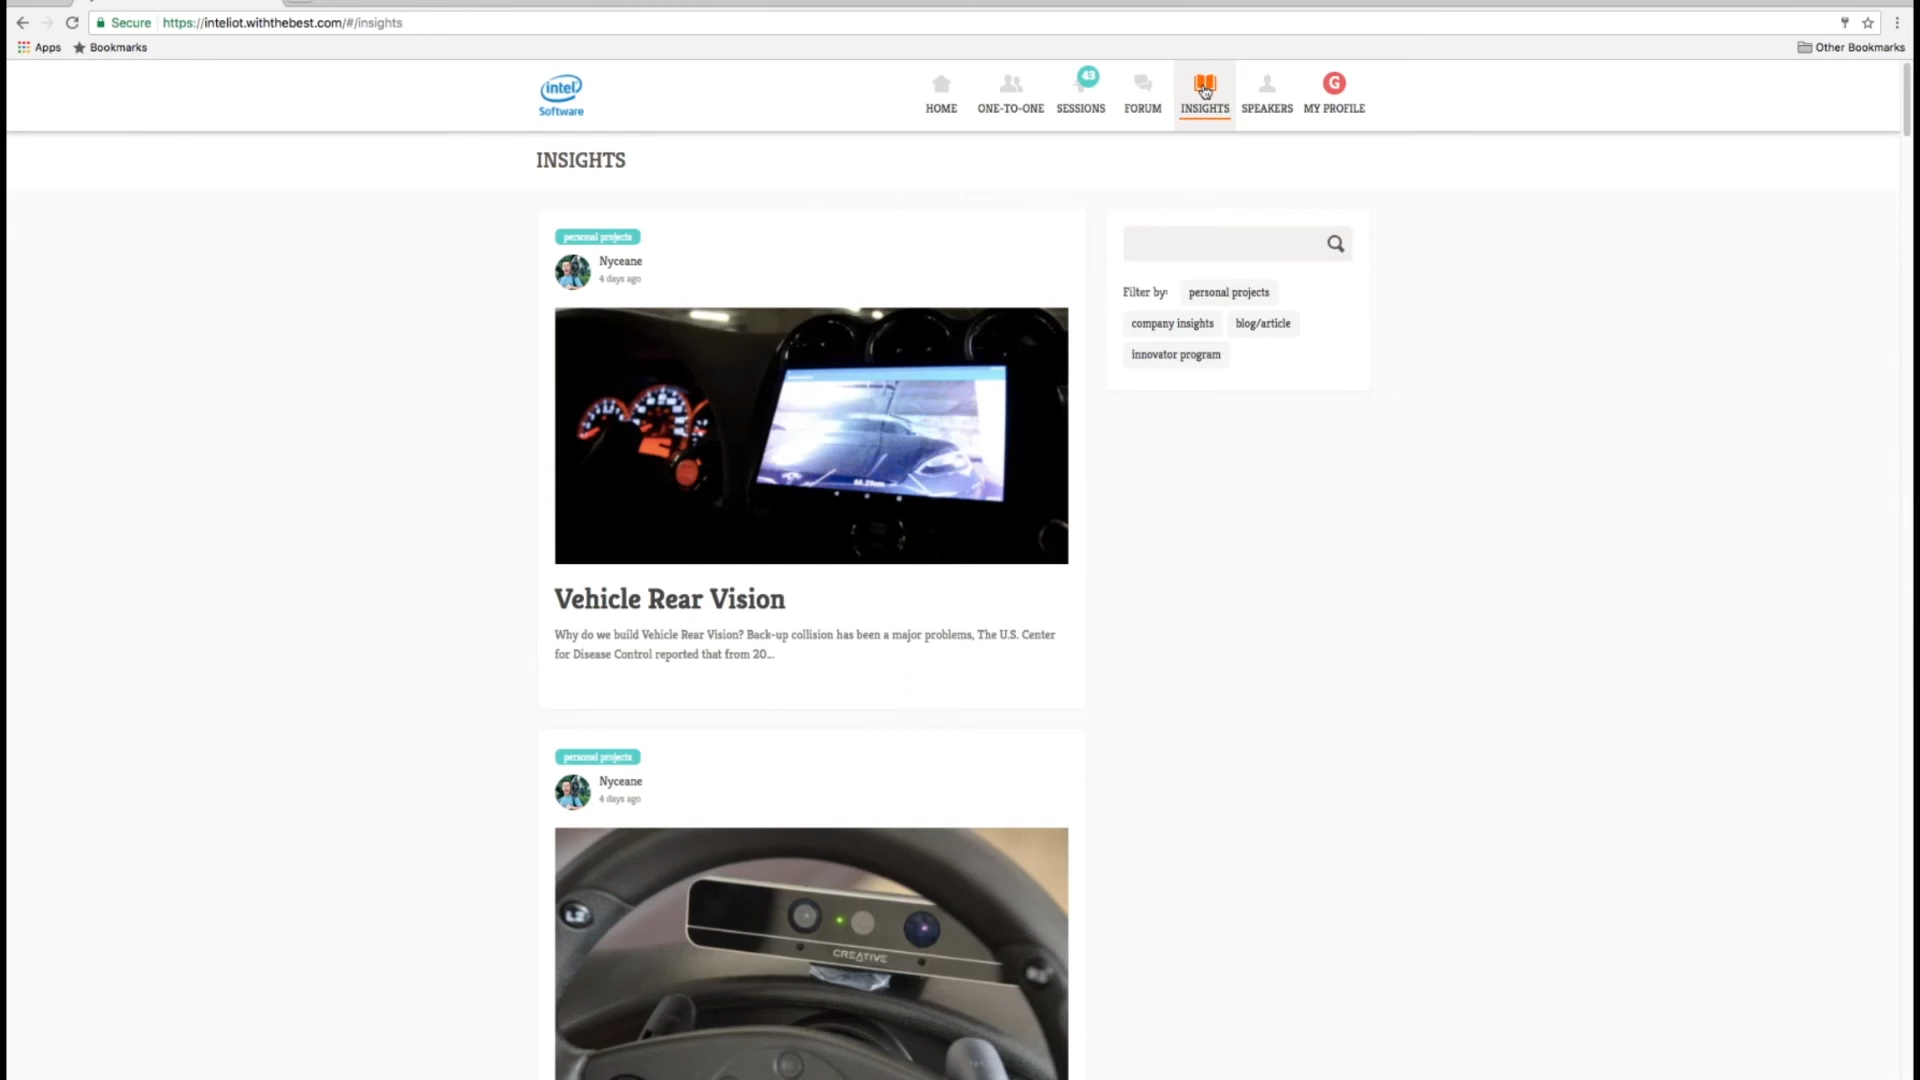 Secure https://inteliot.withthebest.com/#/insights
Apps Bookmarks Other Bookmarks
intel
Software
43
G
HOME ONE-TO-ONE SESSIONS FORUM INSIGHTS SPEAKERS MY PROFILE
INSIGHTS
personal projects
Nyceane
4 days ago
Filter by: personal projects
company insights blog/article
innovator program
Vehicle Rear Vision
Why do we build Vehicle Rear Vision? Back-up collision has been a major problems, The U.S. Center
for Disease Control reported that from 20...
personal projects
Nyceane
4 days ago
L2
CREATIVE